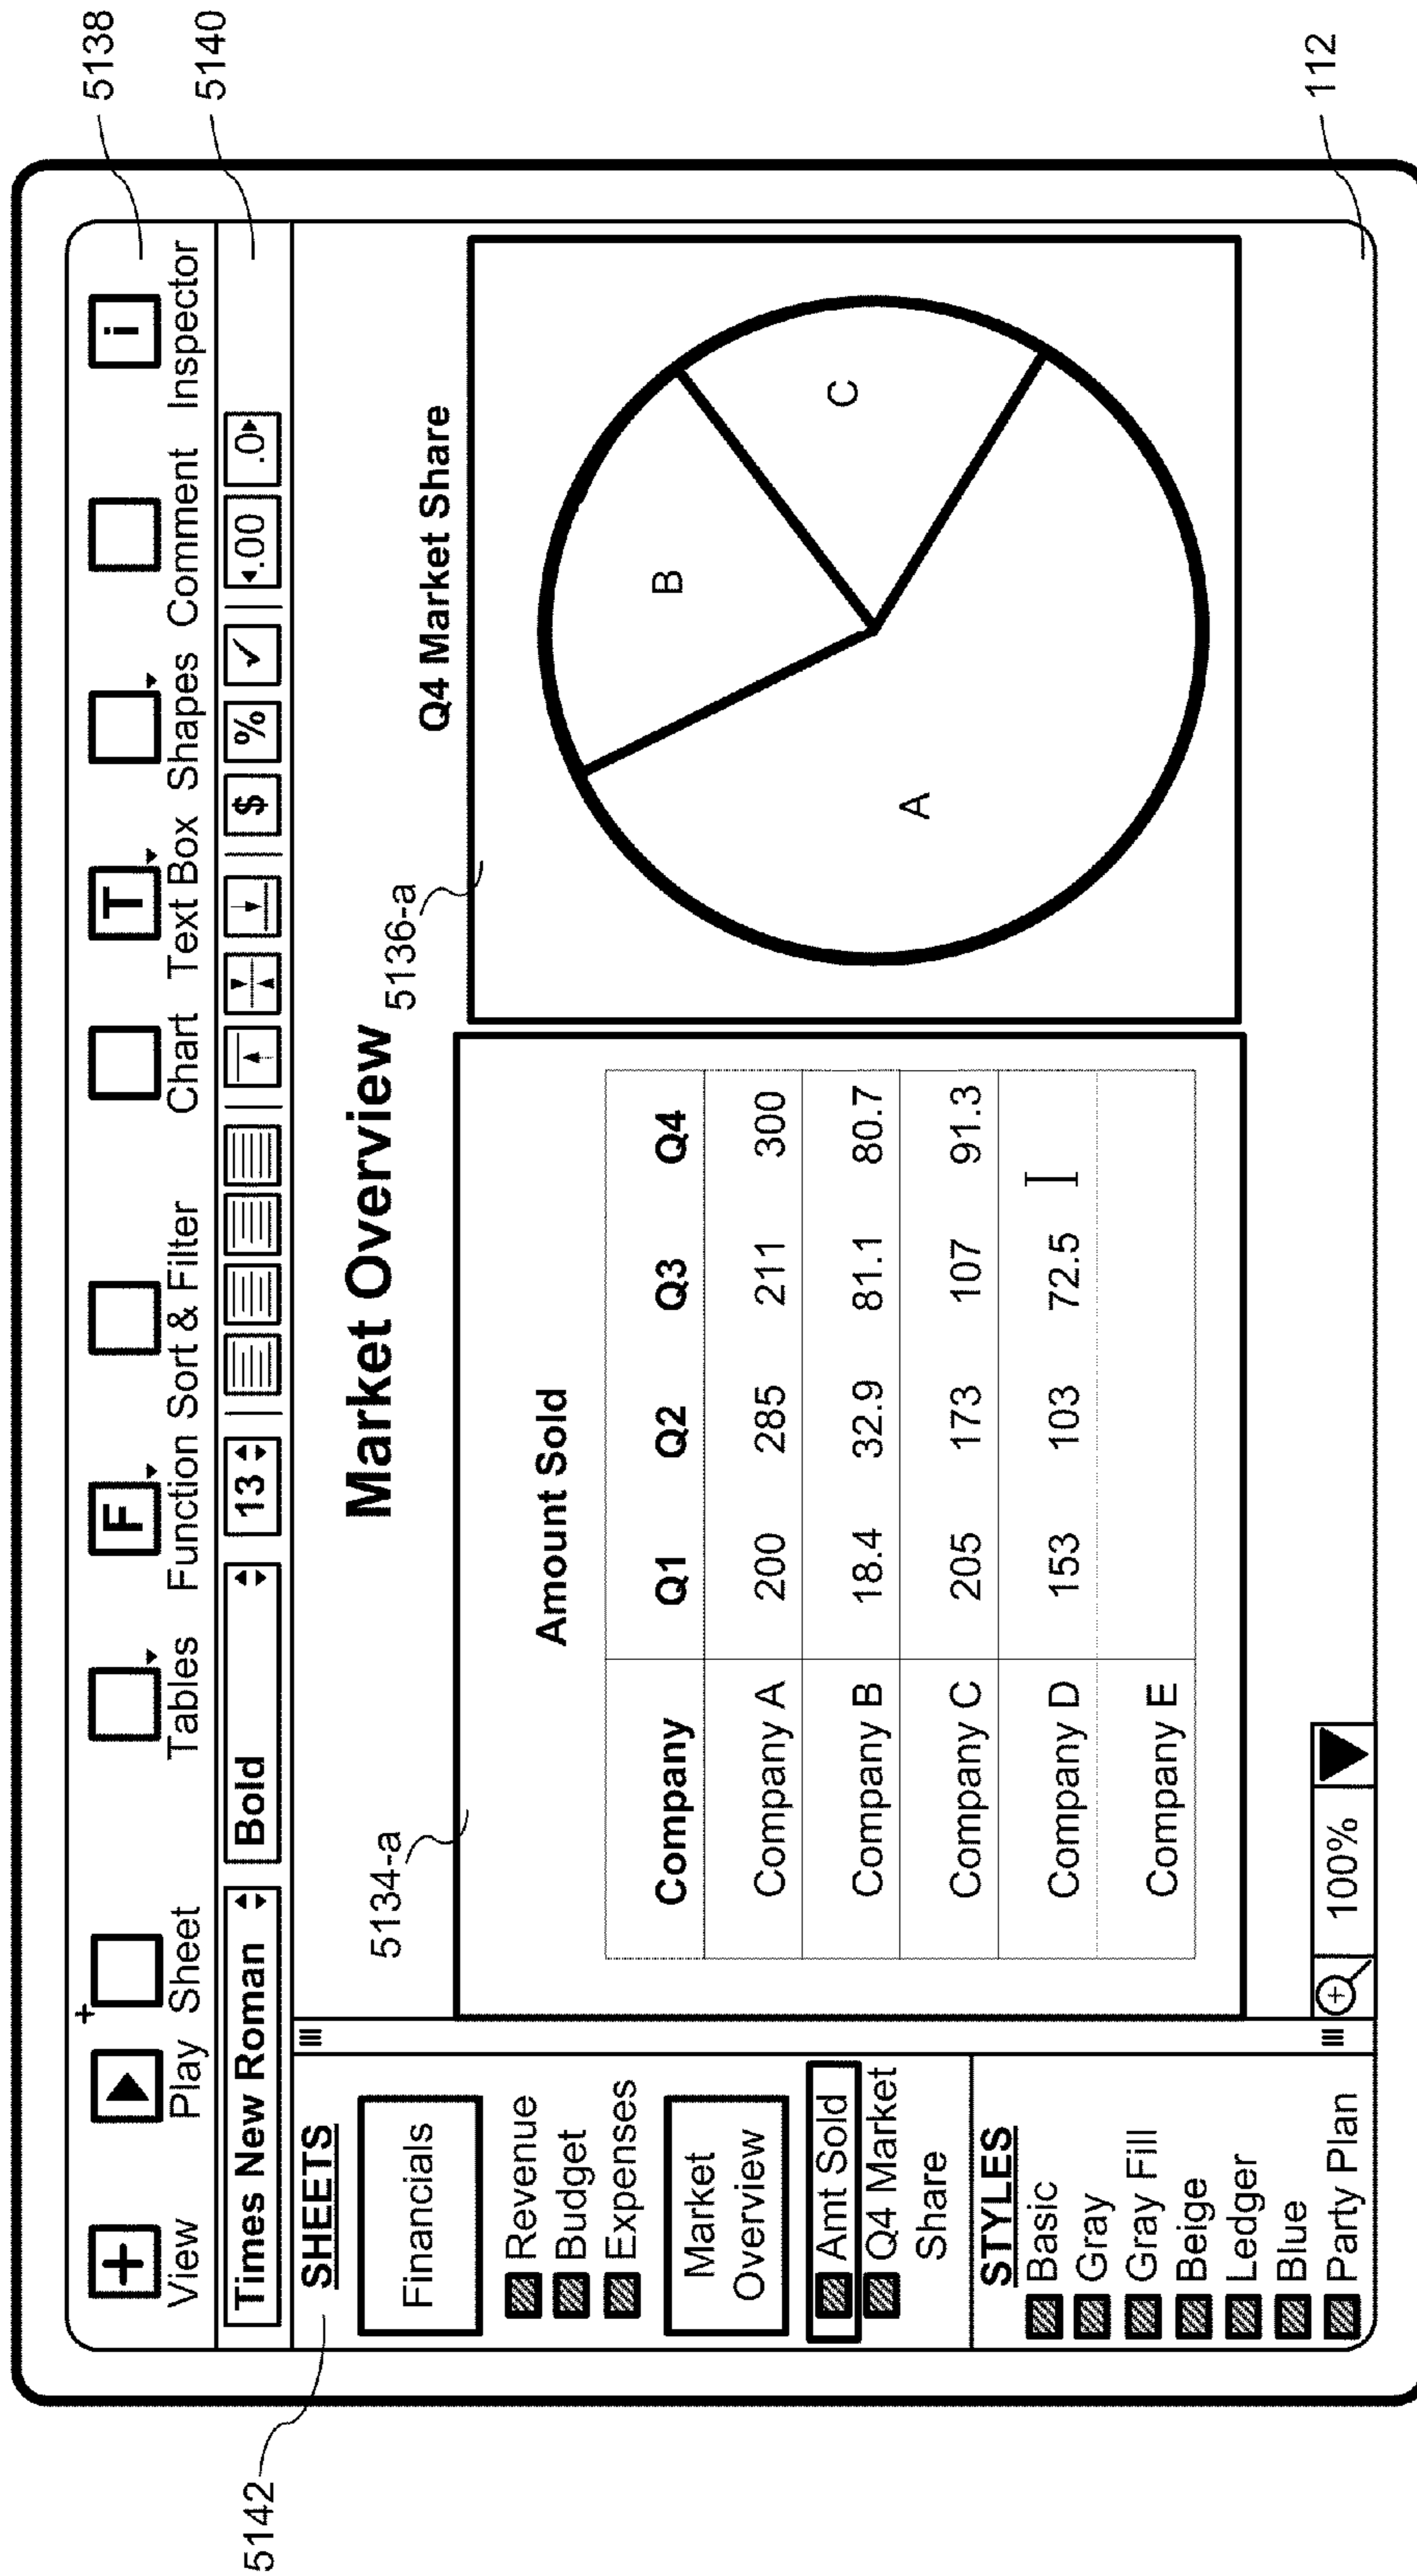 5138
View Play Sheet Tables Function Sort & Filter Chart Text Box Shapes Comment Inspector
F T i
5140
Times New Roman Bold 13 $ % ✓ .00 .0
5142
SHEETS
Financials
Revenue
Budget
Expenses
Market
Overview
Amt Sold
Q4 Market
Share
STYLES
Basic
Gray
Gray Fill
Beige
Ledger
Blue
Party Plan
Market Overview
5134-a
Amount Sold
Company Q1 Q2 Q3 Q4
Company A 200 285 211 300
Company B 18.4 32.9 81.1 80.7
Company C 205 173 107 91.3
Company D 153 103 72.5
Company E
5136-a
Q4 Market Share
B
C
A
100%
112